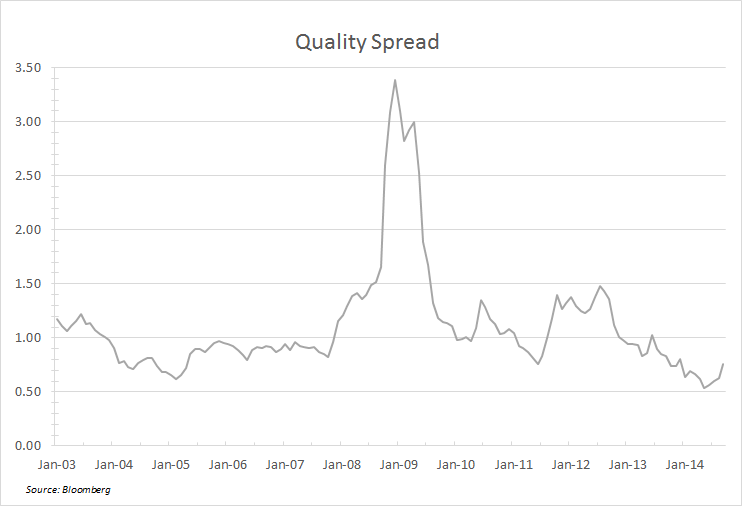 Quality Spread
3.50
3.00
2.50
2.00
1.50
1.00
0.50
0.00
Jan-03 Jan-04 Jan-05 Jan-06 Jan-07 Jan-08 Jan-09 Jan-10 Jan-11 Jan-12 Jan-13 Jan-14
Source: Bloomberg